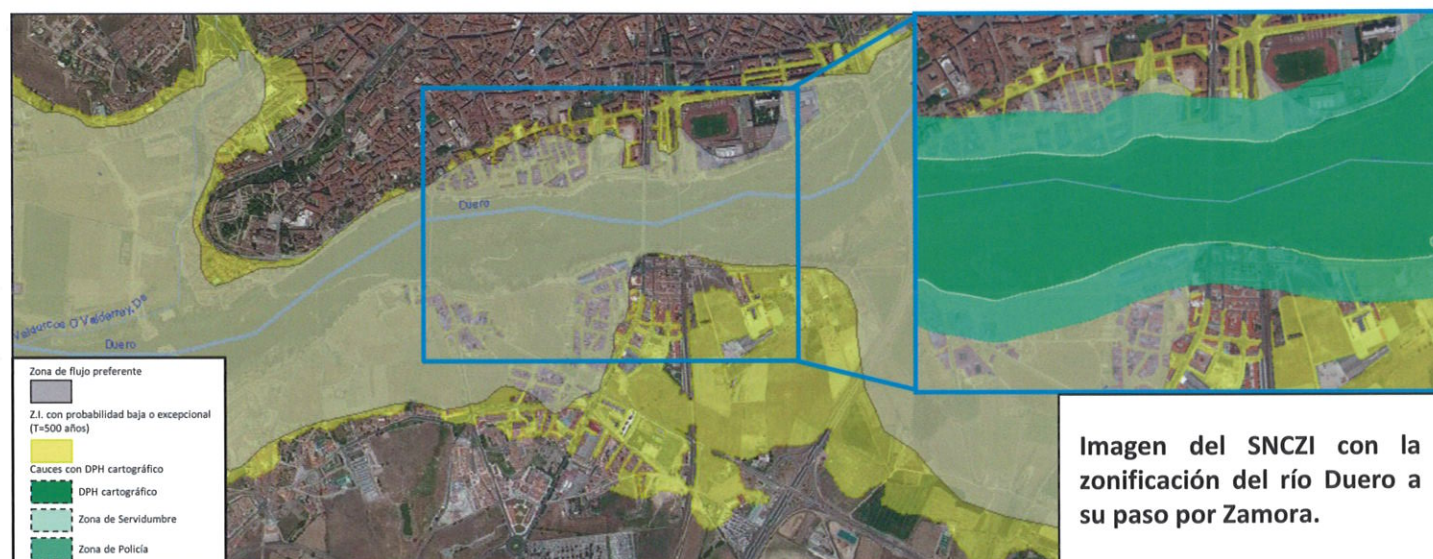 Duero
Valduecos O Valderrey, De
Duero
Zona de flujo preferente
Z.I. con probabilidad baja o excepcional
(T=500 años)
Cauces con DPH cartográfico
DPH cartográfico
Zona de Servidumbre
Zona de Policía
Imagen del SNCZI con la
zonificación del río Duero a
su paso por Zamora.